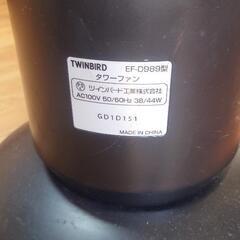 TWINBIRD EF-D989型
タワーファン
ツインバード工業株式会社
AC100V 50/60Hz 38/44W
GD1D151
MADE IN CHINA